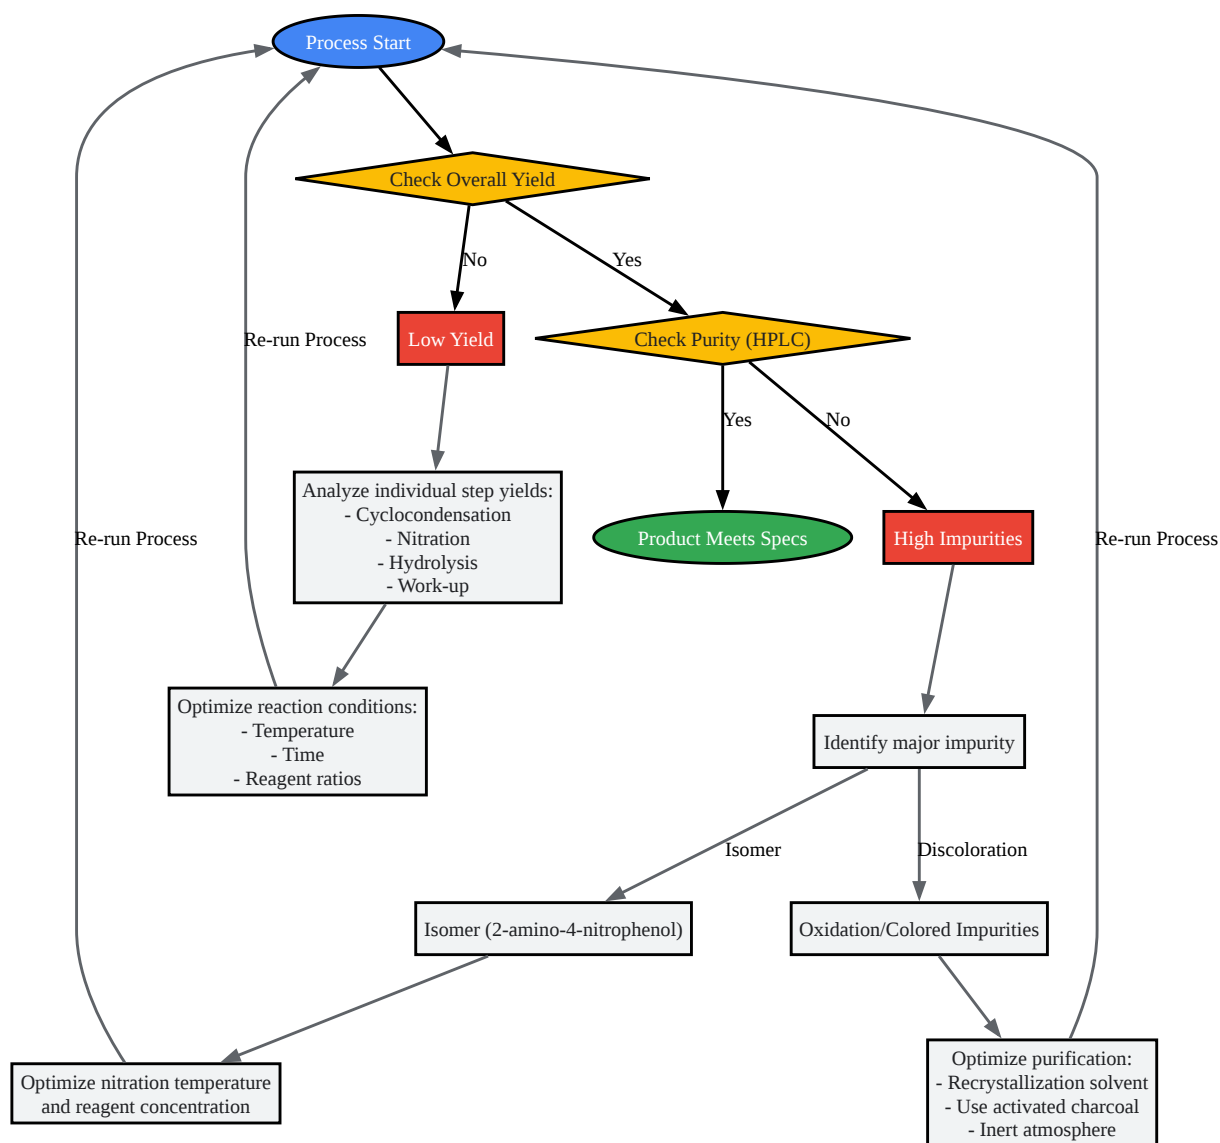 Process Start
Check Overall Yield
No
Yes
Re-run Process
Low Yield
Check Purity (HPLC)
Yes
No
Analyze individual step yields:
- Cyclocondensation
- Nitration
- Hydrolysis
- Work-up
Re-run Process
Product Meets Specs
High Impurities
Re-run Process
Optimize reaction conditions:
- Temperature
- Time
- Reagent ratios
Identify major impurity
Isomer
Discoloration
Isomer (2-amino-4-nitrophenol)
Oxidation/Colored Impurities
Optimize nitration temperature
and reagent concentration
Optimize purification:
- Recrystallization solvent
- Use activated charcoal
- Inert atmosphere